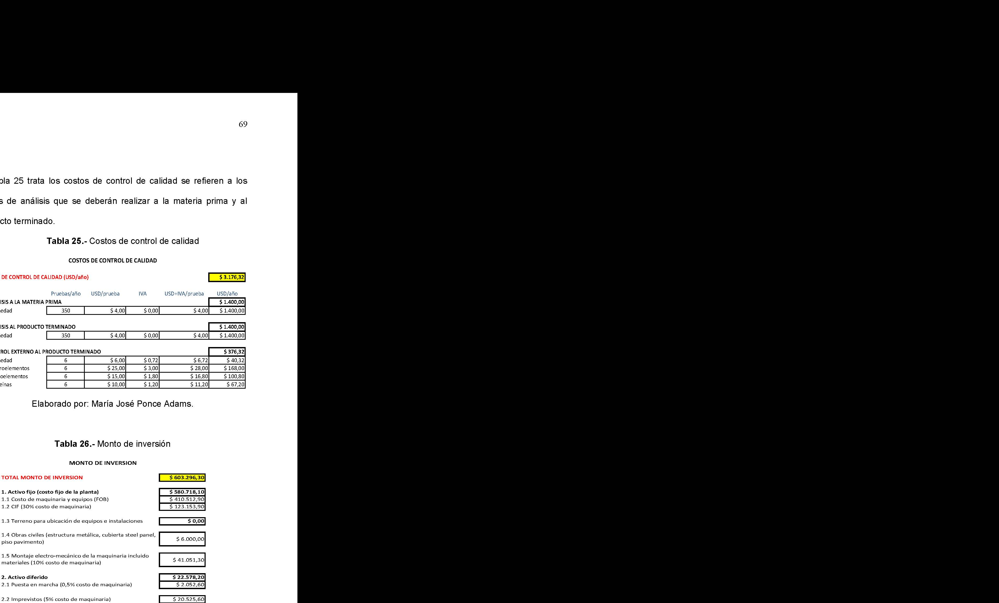 69
bla 25 trata los costos de control de calidad se refieren a los
s de análisis que se deberán realizar a la materia prima y al
cto terminado.
Tabla 25.- Costos de control de calidad
COSTOS DE CONTROL DE CALIDAD
DE CONTROL DE CALIDAD (USD/año) $ 3.176,32
Pruebas/año USD/prueba IVA USD+IVA/prueba USD/año
ISIS A LA MATERIA PRIMA $ 1.400,00
edad 350 $ 4,00 $ 0,00 $ 4,00 $ 1.400,00
ISIS AL PRODUCTO TERMINADO $ 1.400,00
edad 350 $ 4,00 $ 0,00 $ 4,00 $ 1.400,00
ROL EXTERNO AL PRODUCTO TERMINADO $ 376,32
edad 6 $ 6,00 $ 0,72 $ 6,72 $ 40,32
roelementos 6 $ 25,00 $ 3,00 $ 28,00 $ 168,00
oelementos 6 $ 15,00 $ 1,80 $ 16,80 $ 100,80
eínas 6 $ 10,00 $ 1,20 $ 11,20 $ 67,20
Elaborado por: María José Ponce Adams.
Tabla 26.- Monto de inversión
MONTO DE INVERSION
TOTAL MONTO DE INVERSION $ 603.296,30
1. Activo fijo (costo fijo de la planta) $ 580.718,10
1.1 Costo de maquinaria y equipos (FOB) $ 410.512,90
1.2 CIF (30% costo de maquinaria) $ 123.153,90
1.3 Terreno para ubicación de equipos e instalaciones $ 0,00
1.4 Obras civiles (estructura metálica, cubierta steel panel,
piso pavimento) $ 6.000,00
1.5 Montaje electro-mecánico de la maquinaria incluido
materiales (10% costo de maquinaria) $ 41.051,30
2. Activo diferido $ 22.578,20
2.1 Puesta en marcha (0,5% costo de maquinaria) $ 2.052,60
2.2 Imprevistos (5% costo de maquinaria) $ 20.525,60